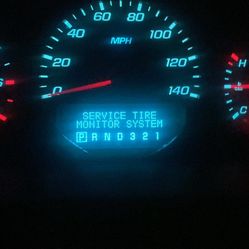 60
80
40
100
20
120
0
140
MPH
H
C
SERVICE TIRE
MONITOR SYSTEM
P R N D 3 2 1